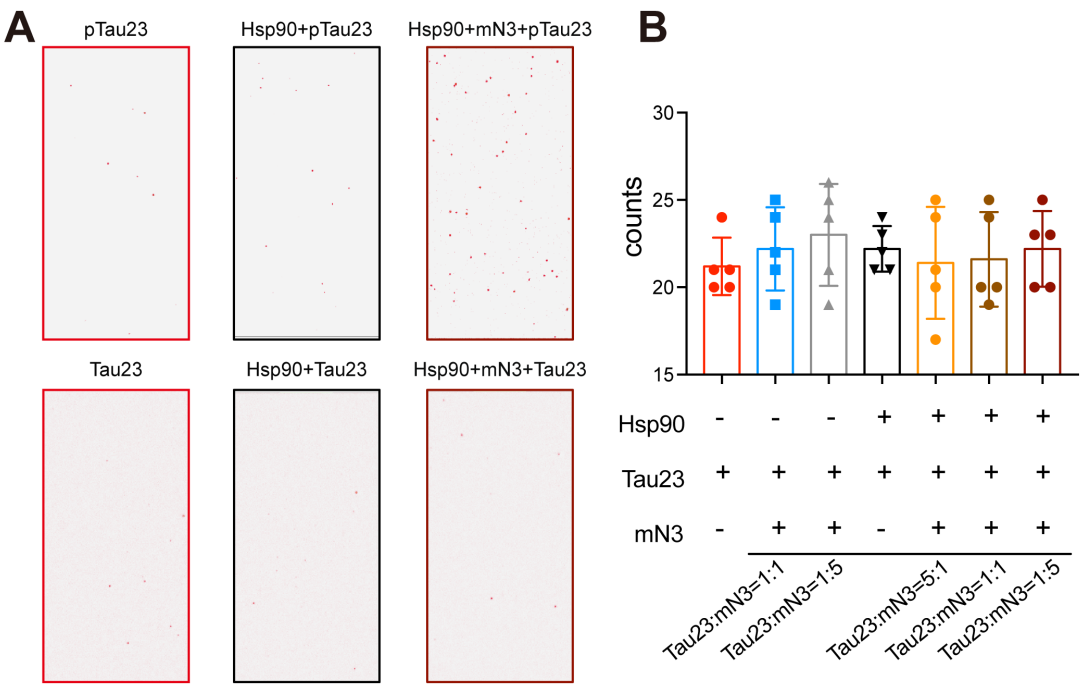 A
pTau23
Hsp90+pTau23
Hsp90+mN3+pTau23
Tau23
Hsp90+Tau23
Hsp90+mN3+Tau23
B
counts
30
25
20
15
Hsp90 - - - + + + +
Tau23 + + + + + + +
mN3 - + + - + + +
Tau23:mN3=1:1
Tau23:mN3=1:5
Tau23:mN3=5:1
Tau23:mN3=1:1
Tau23:mN3=1:5